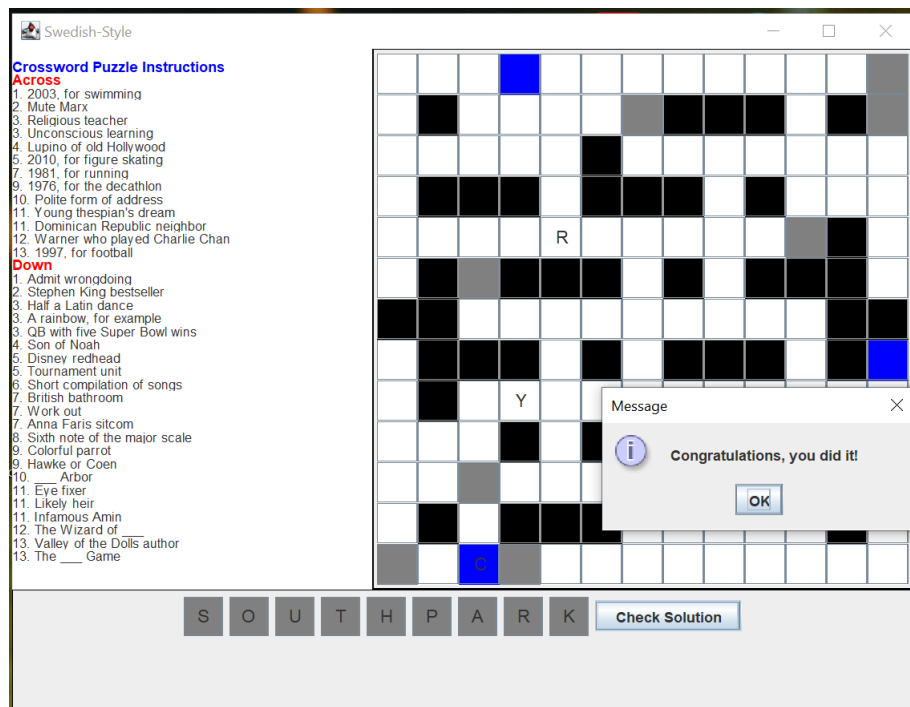 Swedish-Style
Crossword Puzzle Instructions
Across
1. 2003, for swimming
2. Mute Marx
3. Religious teacher
3. Unconscious learning
4. Lupino of old Hollywood
5. 2010, for figure skating
7. 1981, for running
9. 1976, for the decathlon
10. Polite form of address
11. Young thespian's dream
11. Dominican Republic neighbor
12. Warner who played Charlie Chan
13. 1997, for football
Down
1. Admit wrongdoing
2. Stephen King bestseller
3. Half a Latin dance
3. A rainbow, for example
3. QB with five Super Bowl wins
4. Son of Noah
5. Disney redhead
5. Tournament unit
6. Short compilation of songs
7. British bathroom
7. Work out
7. Anna Faris sitcom
8. Sixth note of the major scale
9. Colorful parrot
9. Hawke or Coen
10. ___ Arbor
11. Eye fixer
11. Likely heir
11. Infamous Amin
12. The Wizard of ___
13. Valley of the Dolls author
13. The ___ Game
R
Y
C
Message
Congratulations, you did it!
OK
S O U T H P A R K
Check Solution